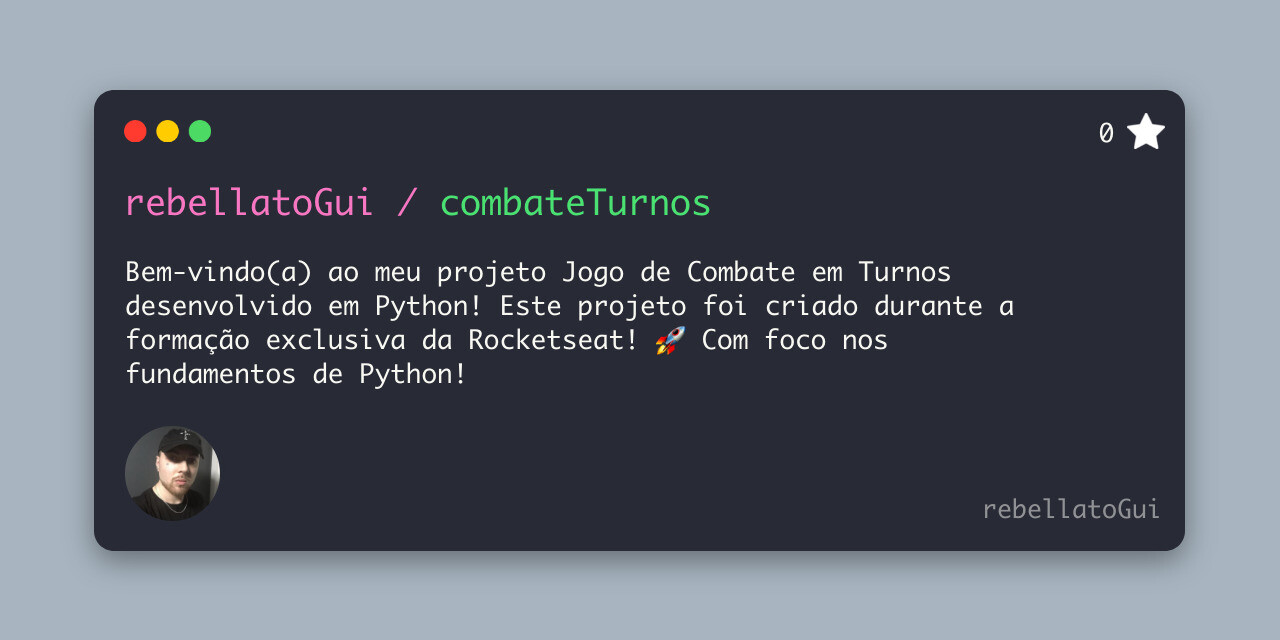 0
rebellatoGui / combateTurnos
Bem-vindo(a) ao meu projeto Jogo de Combate em Turnos
desenvolvido em Python! Este projeto foi criado durante a
formação exclusiva da Rocketseat! 🚀 Com foco nos
fundamentos de Python!
rebellatoGui